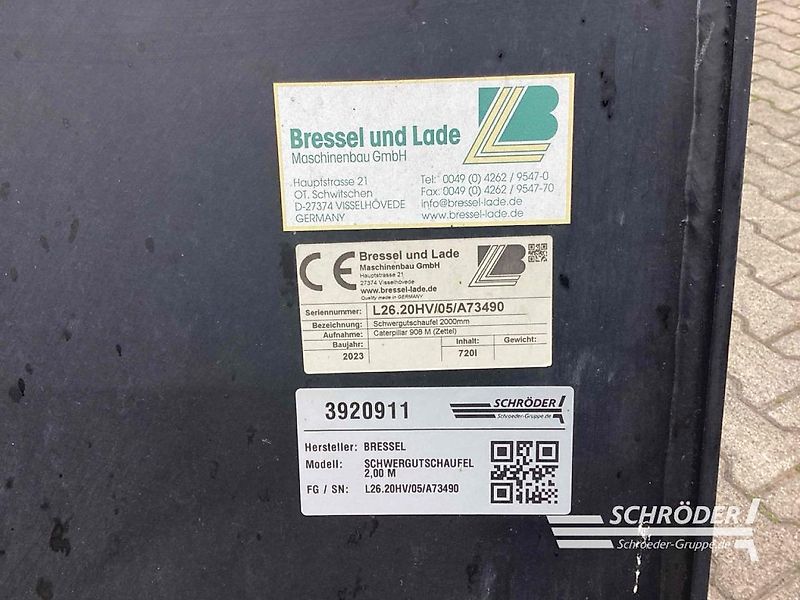 Bressel und Lade
Maschinenbau GmbH
Hauptstrasse 21
OT. Schwitschen
D-27374 VISSELHÖVEDE
GERMANY
Tel: 0049 (0) 4262 / 9547-0
Fax: 0049 (0) 4262 / 9547-70
info@bressel-lade.de
www.bressel-lade.de
CE
Bressel und Lade
Maschinenbau GmbH
Hauptstrasse 21
27374 Visselhövede
www.bressel-lade.de
Quality made in GERMANY
Seriennummer: L26.20HV/05/A73490
Bezeichnung: Schwergutschaufel 2000mm
Aufnahme: Caterpillar 908 M (Zettel)
Baujahr: 2023 Inhalt: 720l Gewicht:
3920911
SCHRÖDER
Schroeder-Gruppe.de
Hersteller: BRESSEL
Modell: SCHWERGUTSCHAUFEL
2,00 M
FG / SN: L26.20HV/05/A73490
SCHRÖDER
Schroeder-Gruppe.de